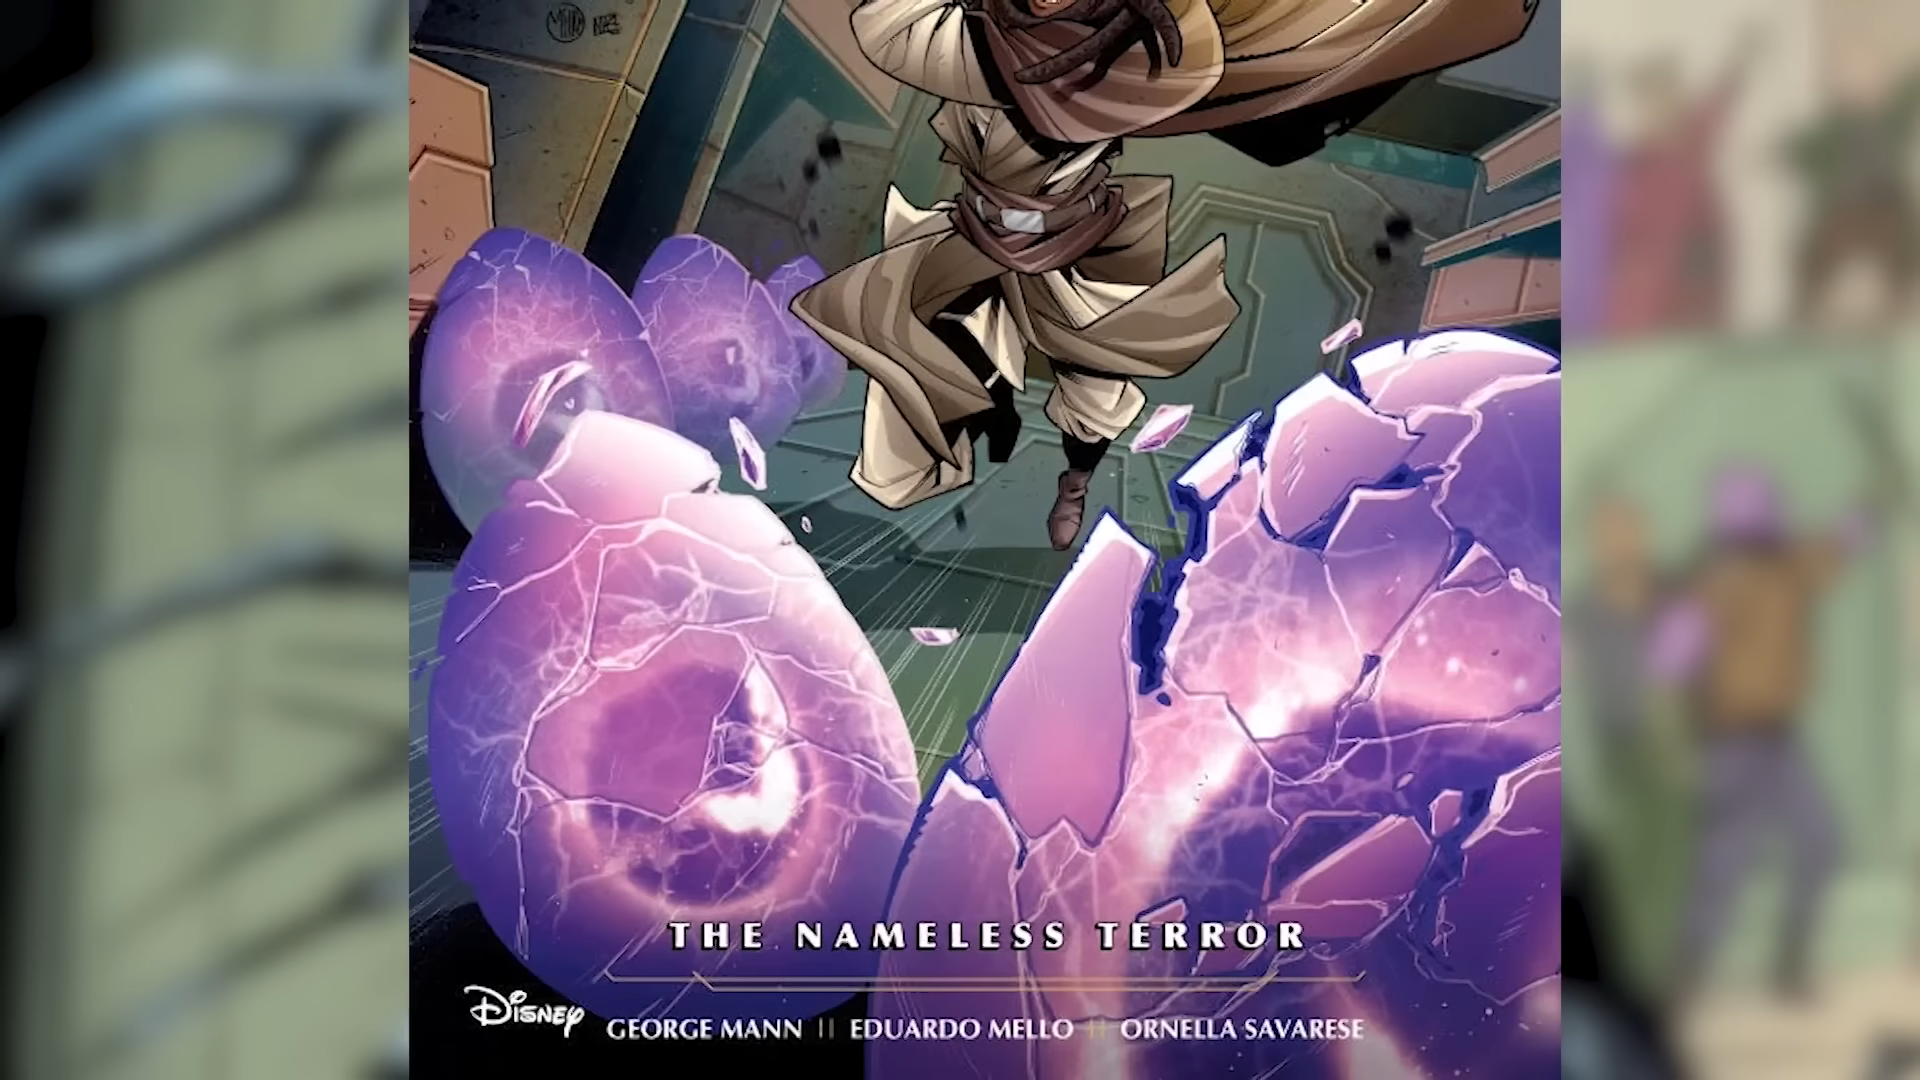 THE NAMELESS TERROR
Disney
GEORGE MANN || EDUARDO MELLO || ORNELLA SAVARESE